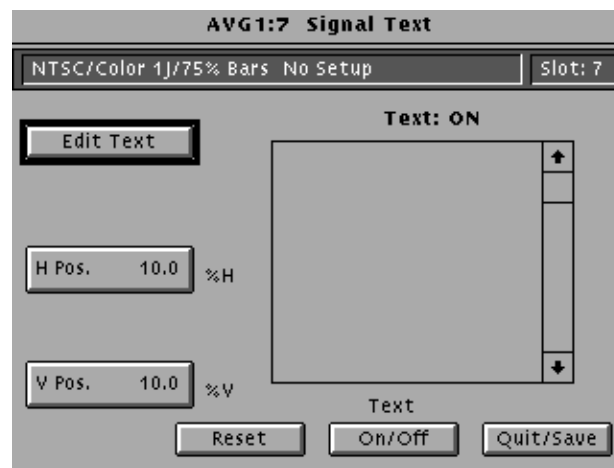 AVG1:7 Signal Text
NTSC/Color 1J/75% Bars No Setup Slot: 7
Text: ON
Edit Text
H Pos. 10.0 %H
V Pos. 10.0 %V
Text
Reset On/Off Quit/Save